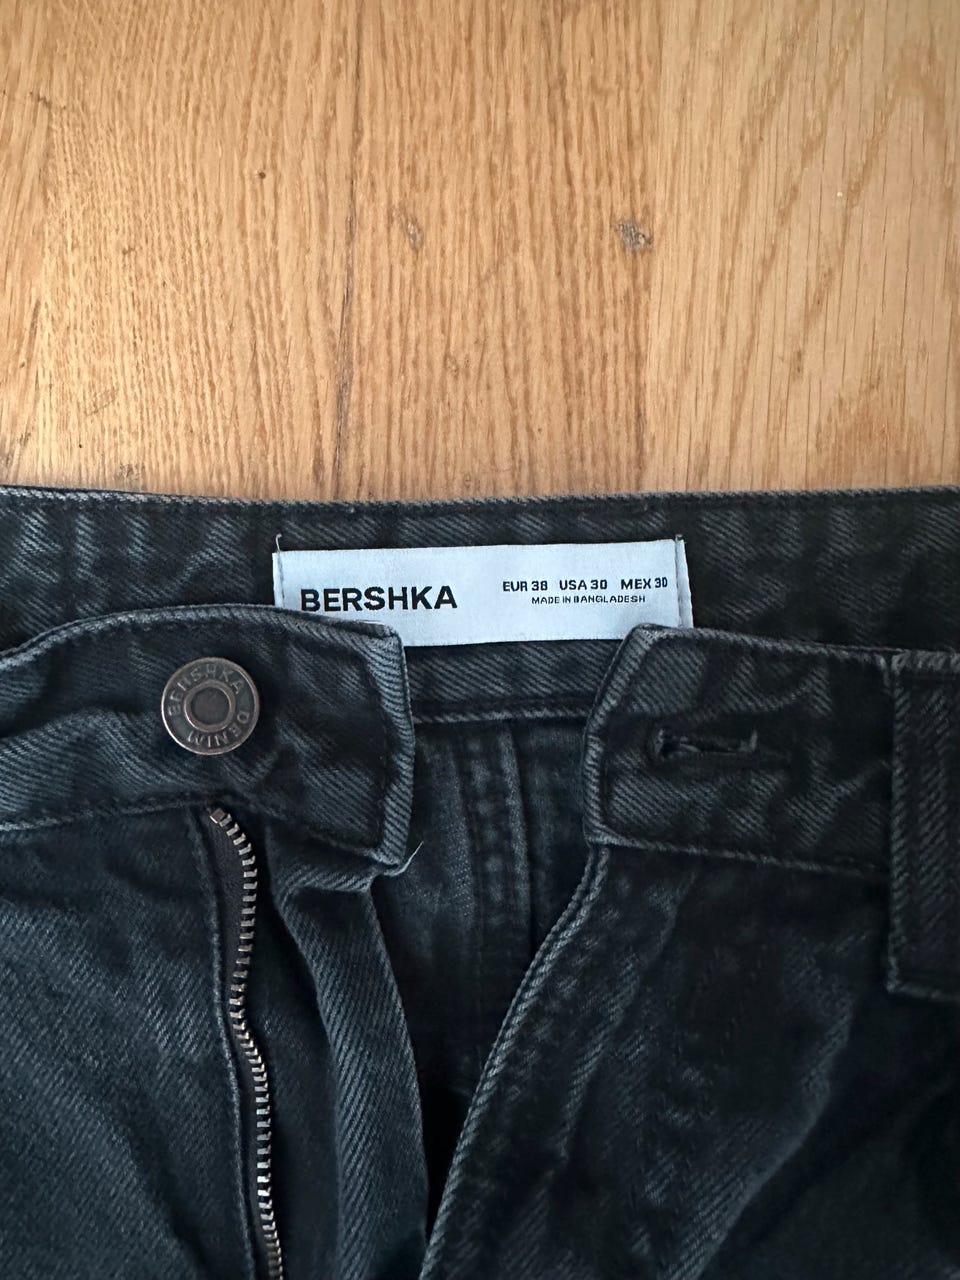 BERSHKA
EUR 38 USA 30 MEX 30
MADE IN BANGLADESH
BERSHKA DENIM